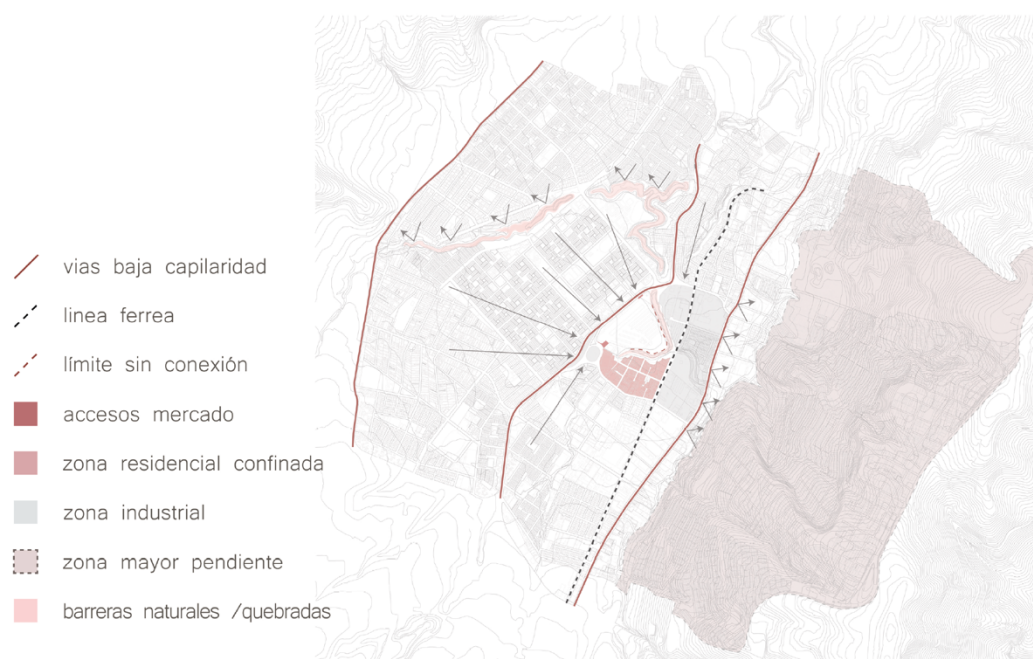 vias baja capilaridad
linea ferrea
límite sin conexión
accesos mercado
zona residencial confinada
zona industrial
zona mayor pendiente
barreras naturales /quebradas